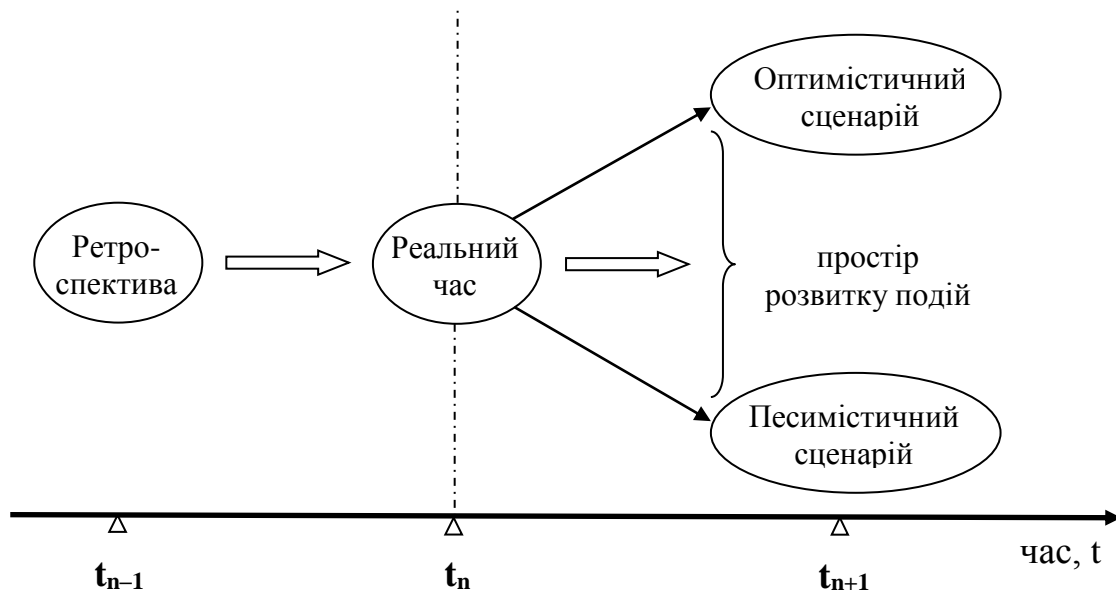 Оптимістичний
сценарій
Ретро-
спектива
Реальний
час
простір
розвитку подій
Песимістичний
сценарій
час, t
tn–1
tn
tn+1